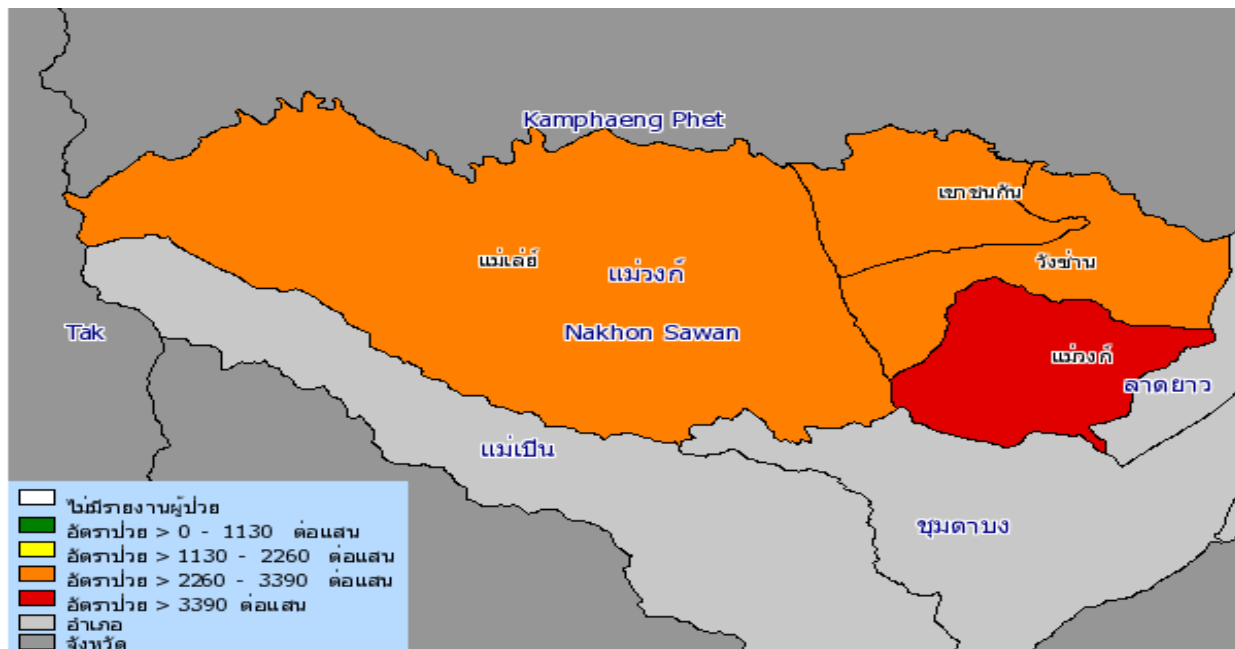 Kamphaeng Phet
เขาชนกัน
แม่เล่ย์
แม่วงก์
วังซ่าน
Tak
Nakhon Sawan
แม่วงก์
ลาดยาว
แม่เปิน
ชุมตาบง
ไม่มีรายงานผู้ป่วย
อัตราป่วย > 0 - 1130 ต่อแสน
อัตราป่วย > 1130 - 2260 ต่อแสน
อัตราป่วย > 2260 - 3390 ต่อแสน
อัตราป่วย > 3390 ต่อแสน
อำเภอ
จังหวัด